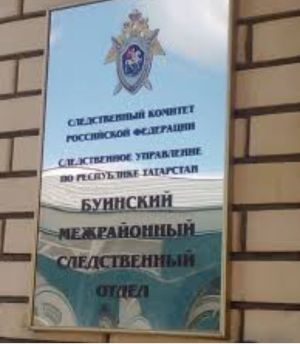 СЛЕДСТВЕННЫЙ КОМИТЕТ
РОССИЙСКОЙ ФЕДЕРАЦИИ
СЛЕДСТВЕННОЕ УПРАВЛЕНИЕ
ПО РЕСПУБЛИКЕ ТАТАРСТАН
БУИНСКИЙ
МЕЖРАЙОННЫЙ
СЛЕДСТВЕННЫЙ
ОТДЕЛ